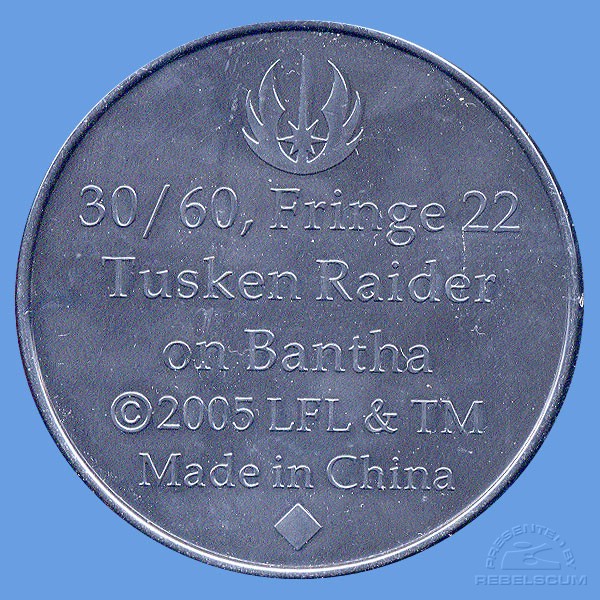 30/60, Fringe 22
Tusken Raider
on Bantha
©2005 LFL & TM
Made in China
PRESENTED BY
REBELSCUM